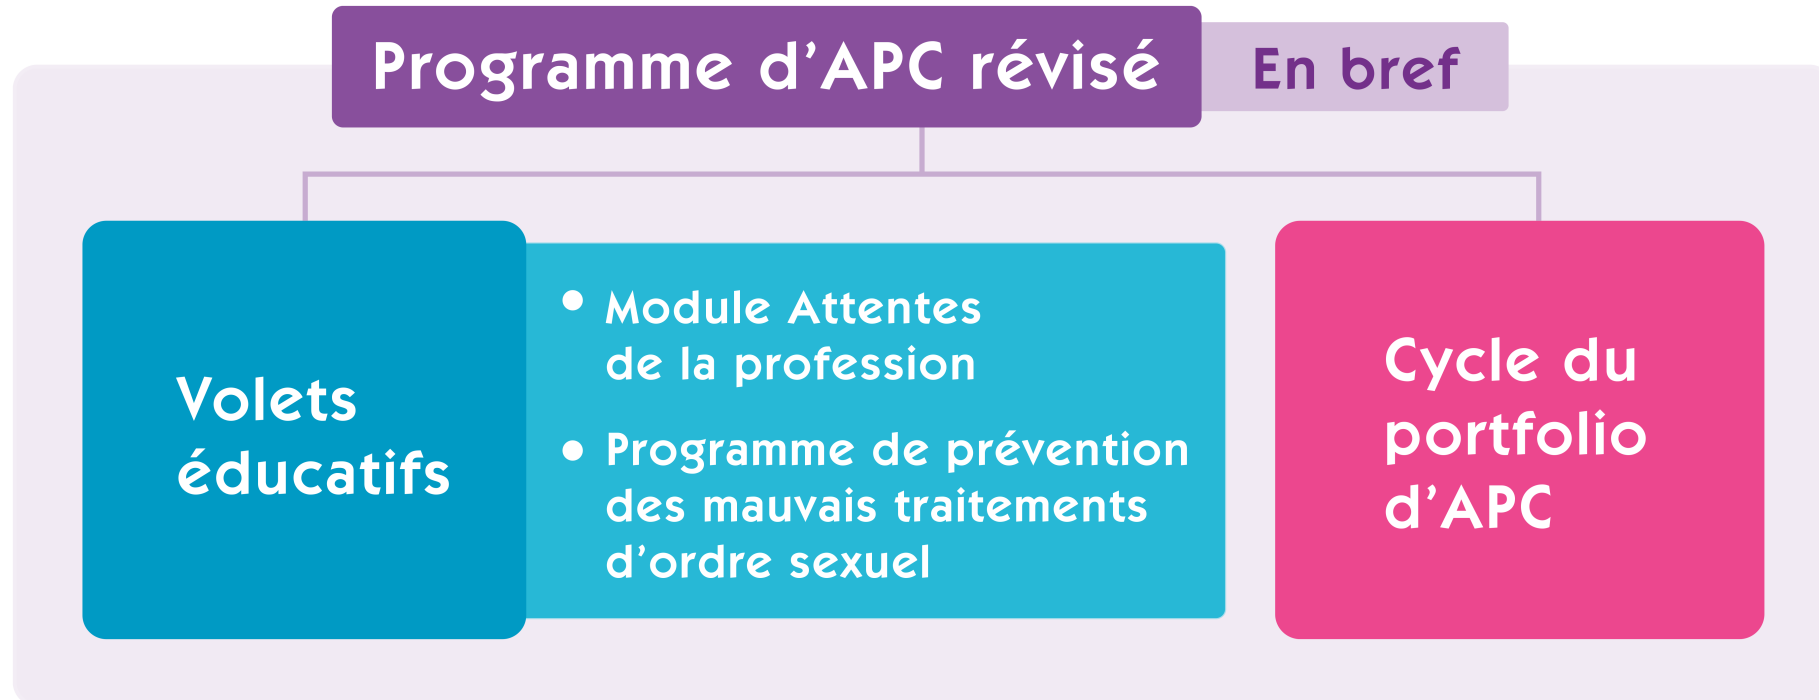 Programme d’APC révisé
En bref
Volets
éducatifs
• Module Attentes
de la profession
• Programme de prévention
des mauvais traitements
d’ordre sexuel
Cycle du
portfolio
d’APC